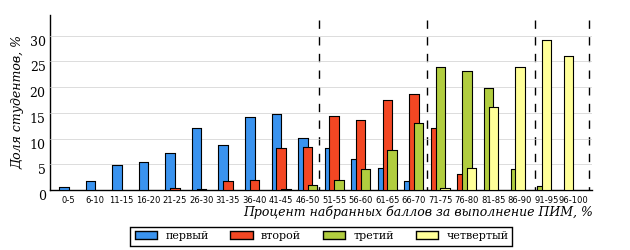 Доля студентов, %
30
25
20
15
10
5
0
0-5 6-10 11-15 16-20 21-25 26-30 31-35 36-40 41-45 46-50 51-55 56-60 61-65 66-70 71-75 76-80 81-85 86-90 91-95 96-100
Процент набранных баллов за выполнение ПИМ, %
первый второй третий четвертый